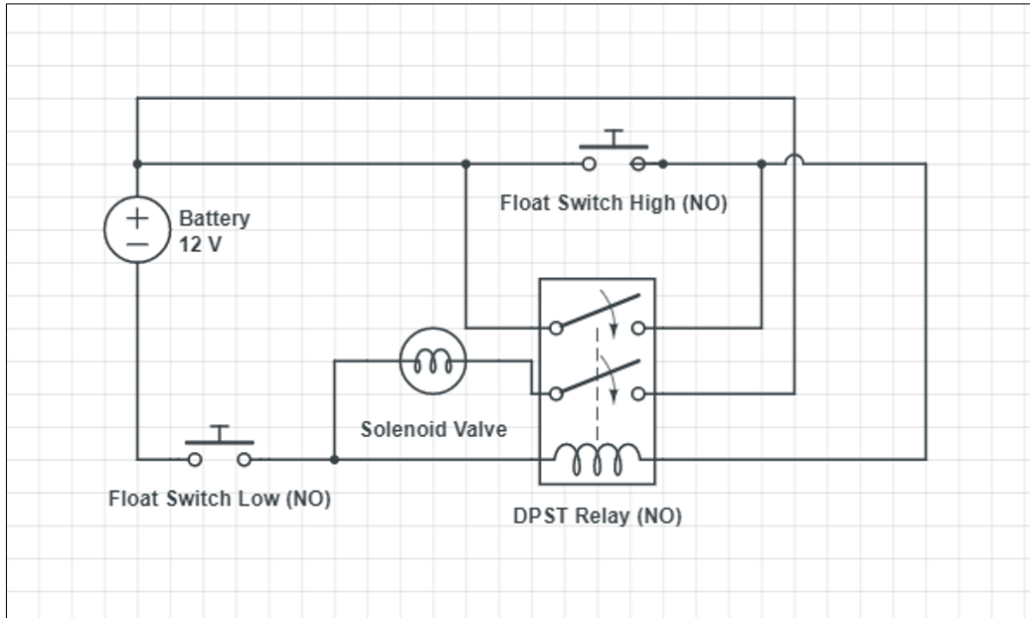 Battery
12 V
Float Switch High (NO)
Solenoid Valve
Float Switch Low (NO)
DPST Relay (NO)